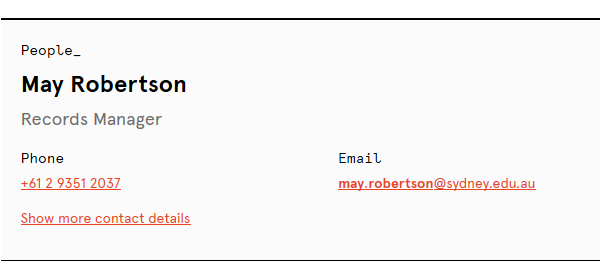 People_
May Robertson
Records Manager
Phone
Email
+61 2 9351 2037
may.robertson@sydney.edu.au
Show more contact details